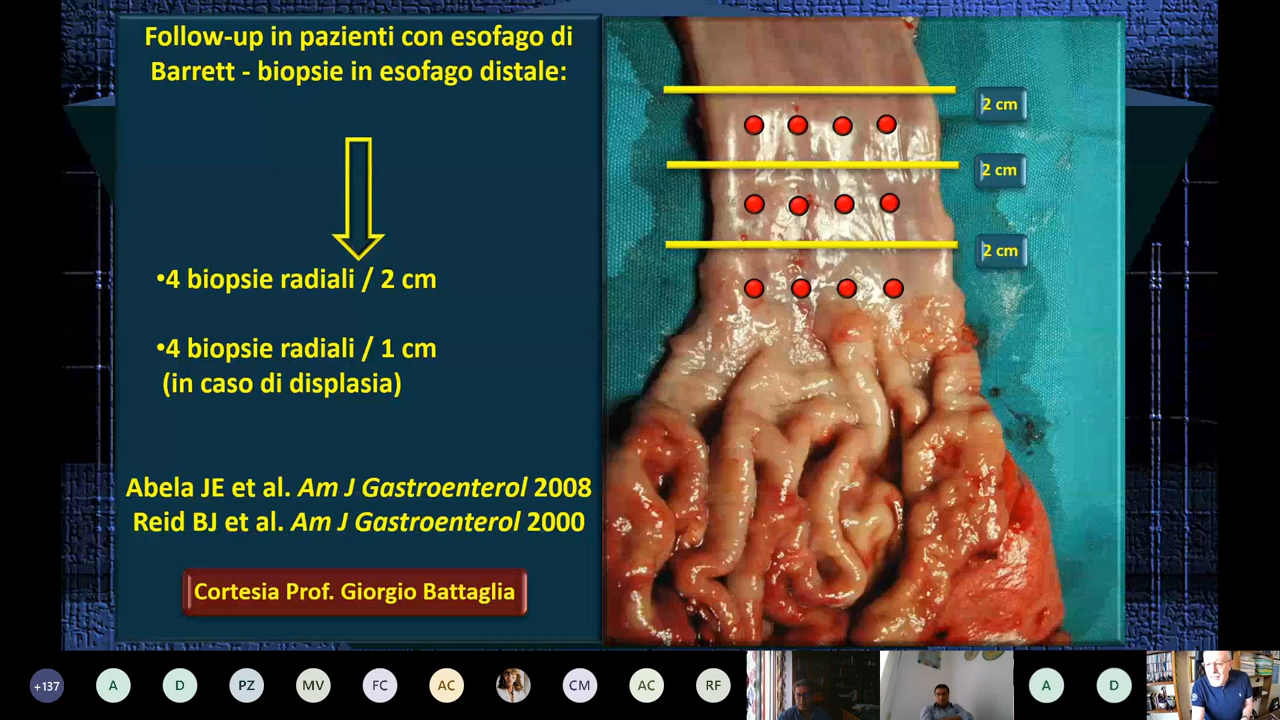 Follow-up in pazienti con esofago di
Barrett - biopsie in esofago distale:
•4 biopsie radiali / 2 cm
•4 biopsie radiali / 1 cm
(in caso di displasia)
Abela JE et al. Am J Gastroenterol 2008
Reid BJ et al. Am J Gastroenterol 2000
Cortesia Prof. Giorgio Battaglia
2 cm
2 cm
2 cm
+137
A
D
PZ
MV
FC
AC
CM
AC
RF
A
D